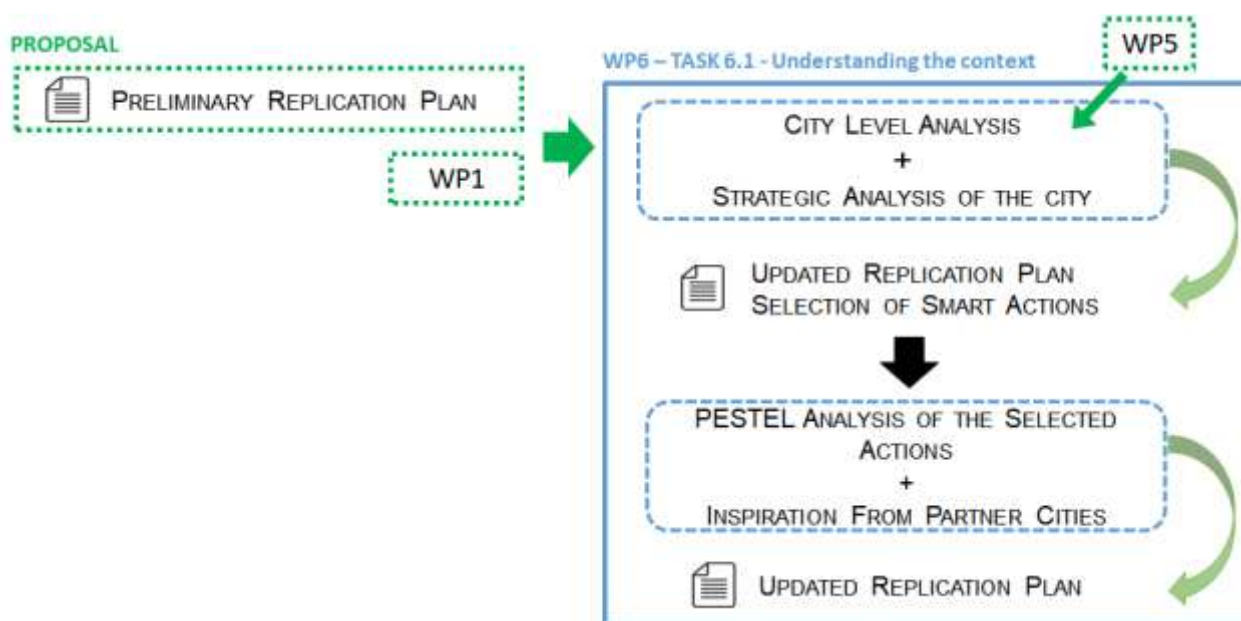 PROPOSAL
PRELIMINARY REPLICATION PLAN
WP1
WP5
WP6 – TASK 6.1 - Understanding the context
CITY LEVEL ANALYSIS
+
STRATEGIC ANALYSIS OF THE CITY
UPDATED REPLICATION PLAN
SELECTION OF SMART ACTIONS
PESTEL ANALYSIS OF THE SELECTED
ACTIONS
+
INSPIRATION FROM PARTNER CITIES
UPDATED REPLICATION PLAN